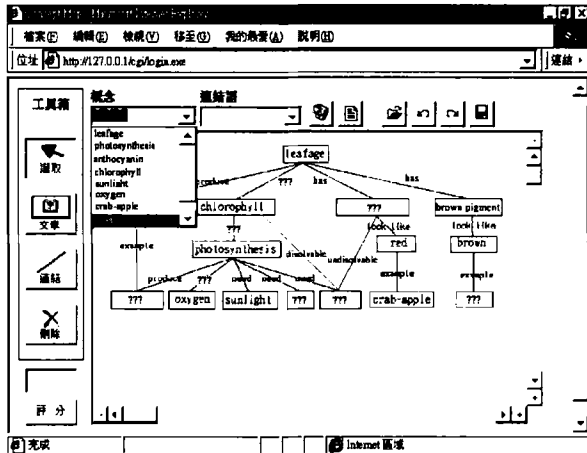 檔案(F) 編輯(E) 檢視(V) 移至(G) 我的最愛(A) 說明(H)
位址 http://127.0.0.1/cgi/login.exe 連結
工具箱 概念 連結語
選取
文章
連結
刪除
評分
leafage
photosynthesis
anthocyanin
chlorophyll
sunlight
oxygen
crab-apple
leafage
produce ??? has has
chlorophyll ??? brown pigment
??? look like look like
example photosynthesis dissolvable undissolvable red brown
produce ??? need need example example
??? oxygen sunlight ??? ??? crab-apple ???
完成 Internet 區域